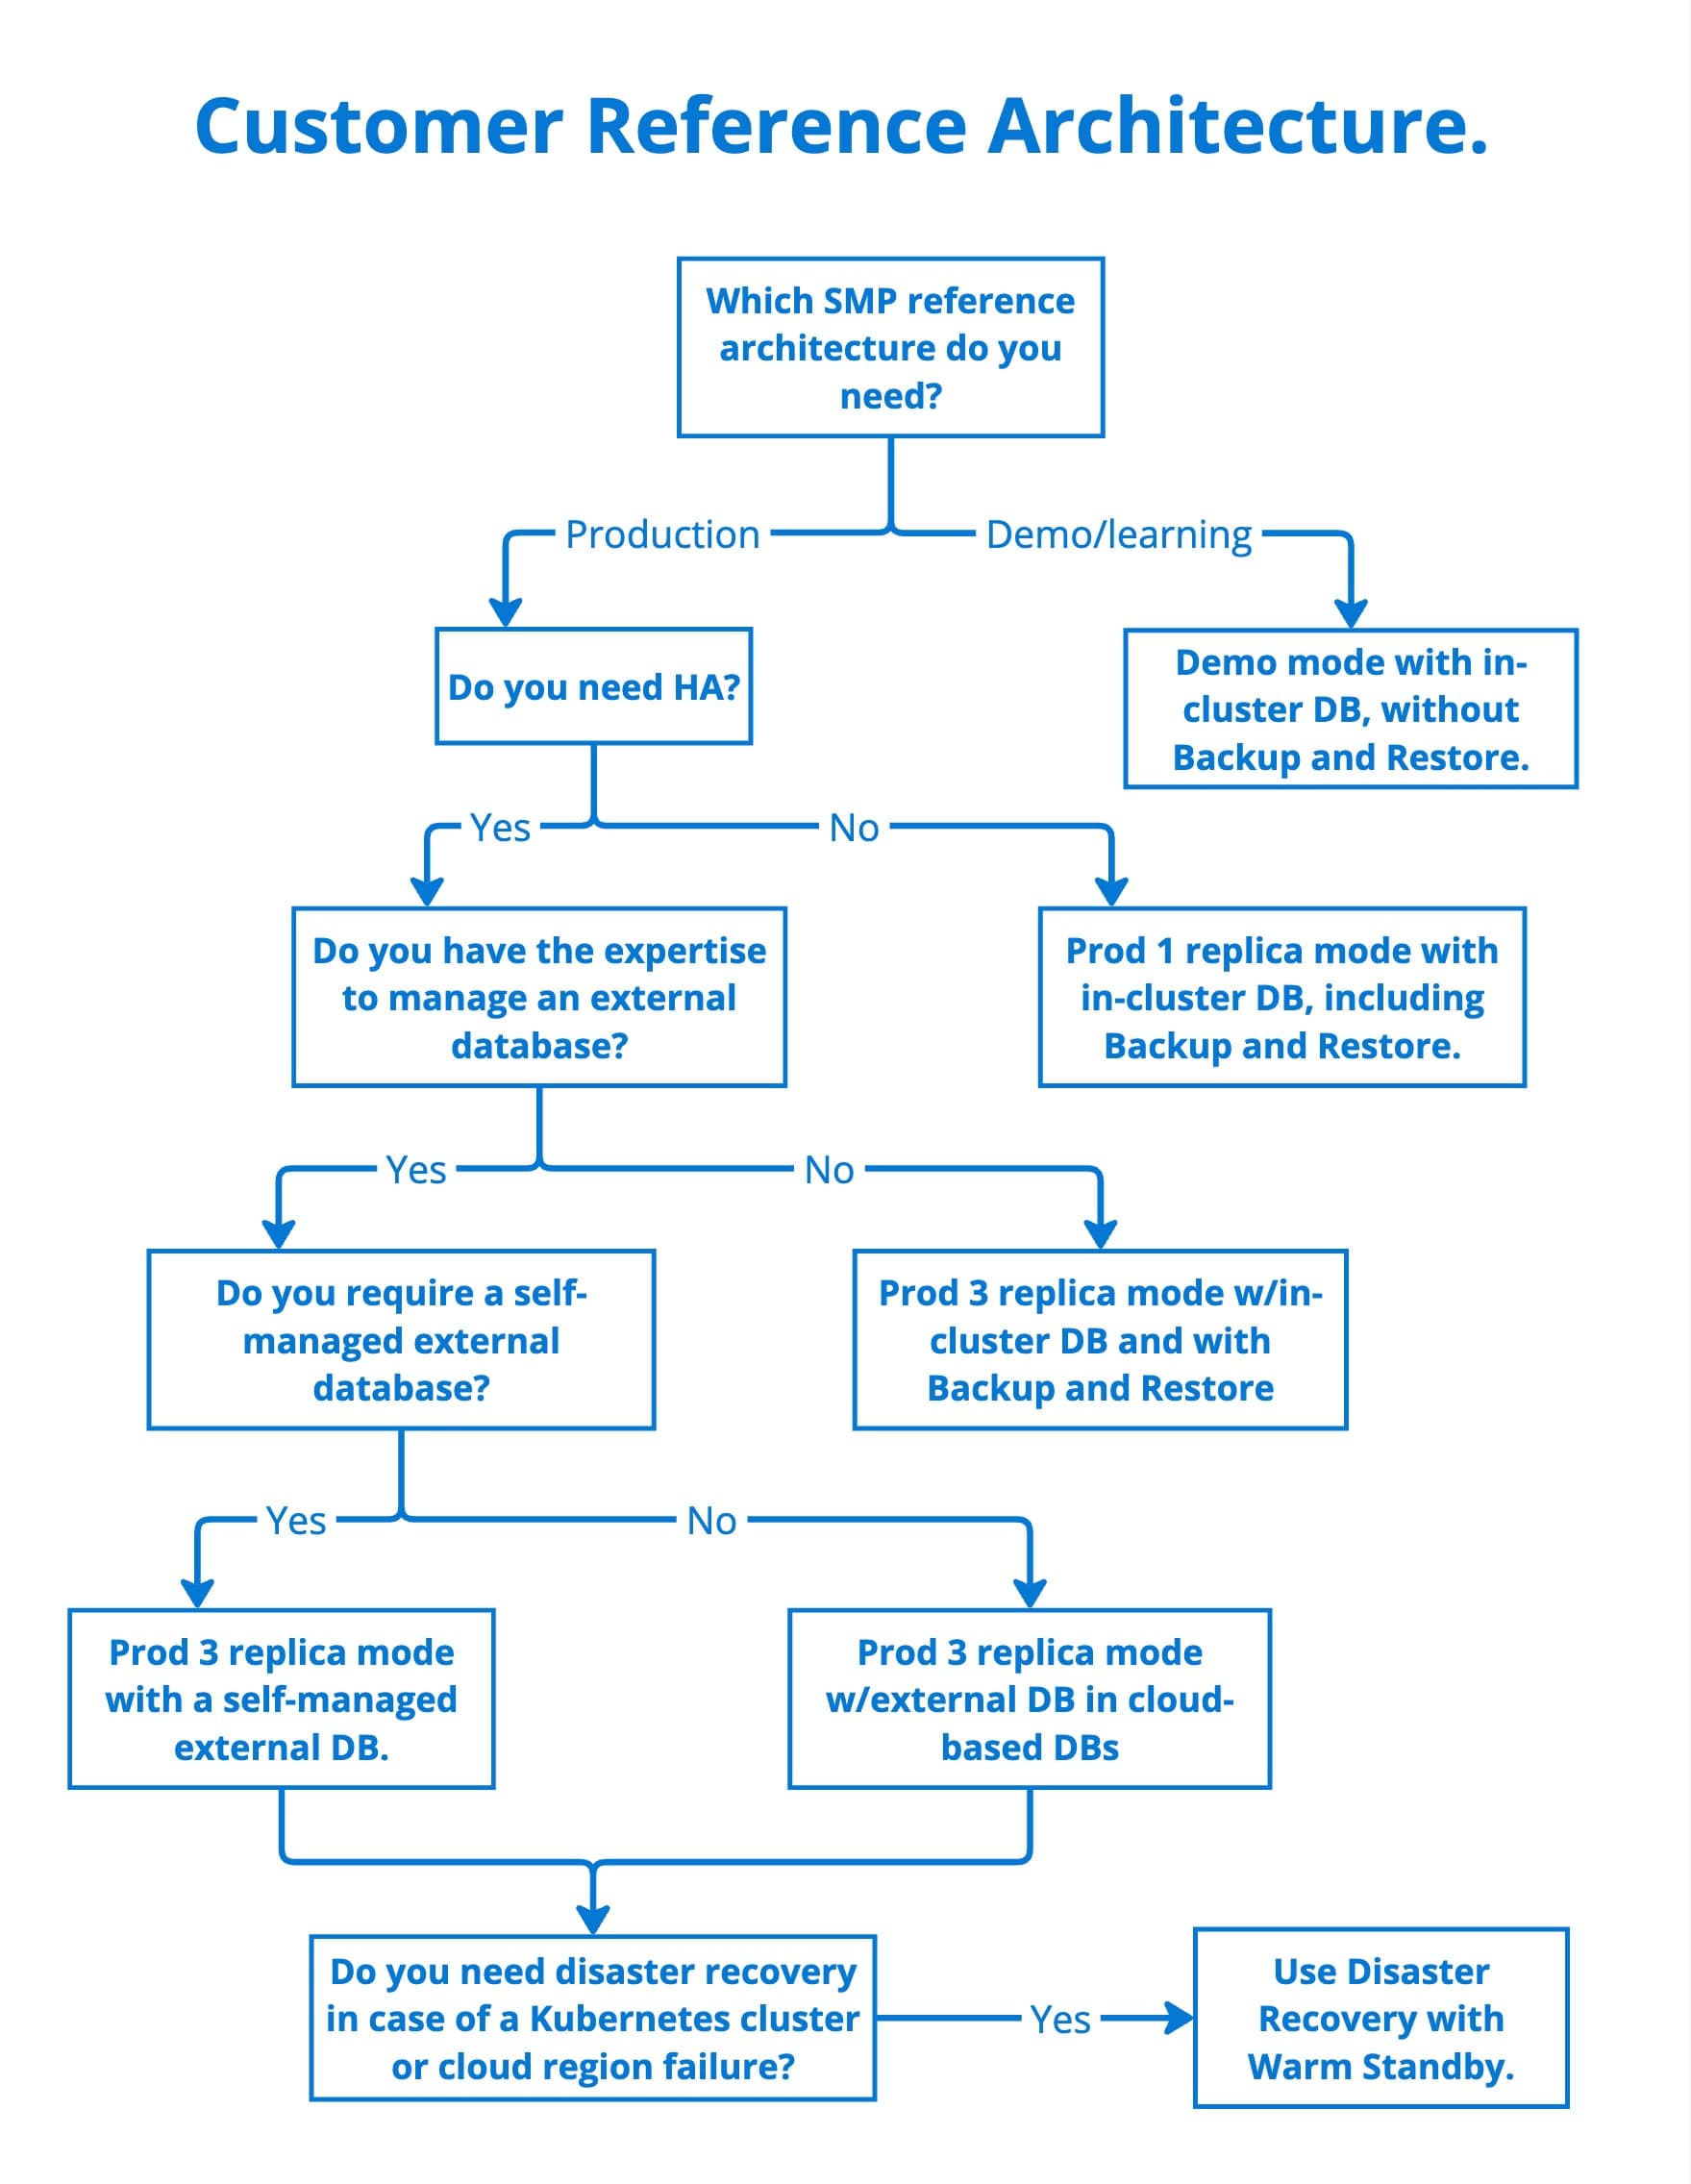 Customer Reference Architecture.
Which SMP reference
architecture do you
need?
Production
Demo/learning
Do you need HA?
Demo mode with in-
cluster DB, without
Backup and Restore.
Yes
No
Do you have the expertise
to manage an external
database?
Prod 1 replica mode with
in-cluster DB, including
Backup and Restore.
Yes
No
Do you require a self-
managed external
database?
Prod 3 replica mode w/in-
cluster DB and with
Backup and Restore
Yes
No
Prod 3 replica mode
with a self-managed
external DB.
Prod 3 replica mode
w/external DB in cloud-
based DBs
Do you need disaster recovery
in case of a Kubernetes cluster
or cloud region failure?
Yes
Use Disaster
Recovery with
Warm Standby.